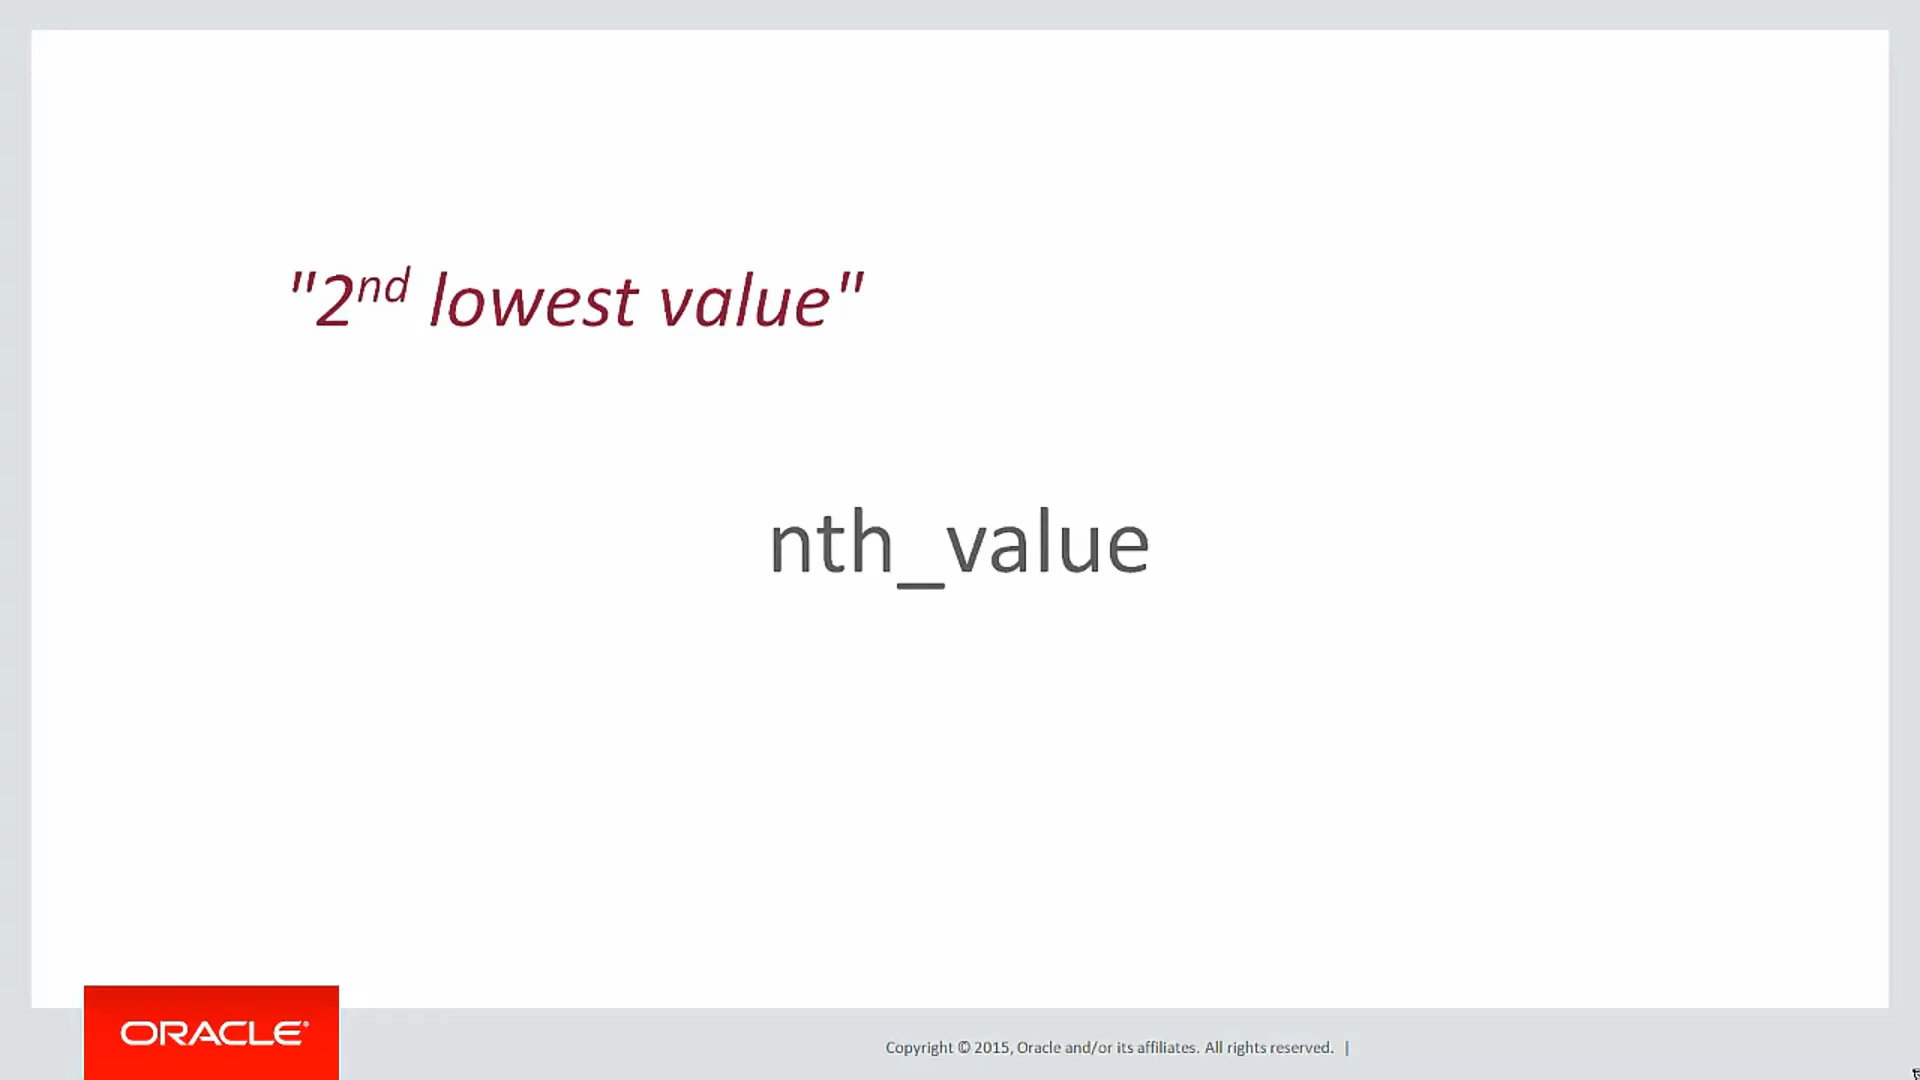 "2nd lowest value"
nth_value
ORACLE®
Copyright © 2015, Oracle and/or its affiliates. All rights reserved. |